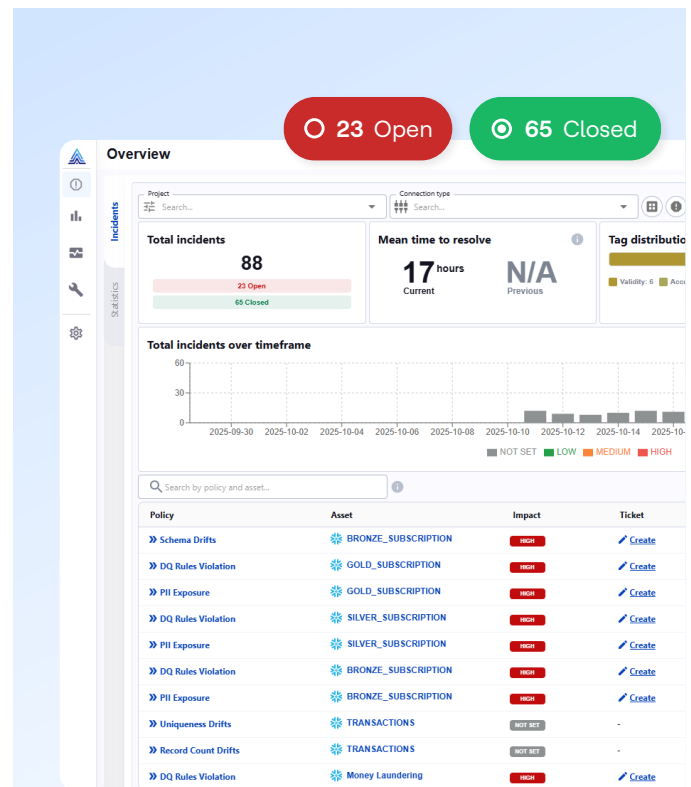 23 Open
65 Closed
Overview
Incidents
Statistics
Project
Search...
Connection type
Search...
Total incidents
88
23 Open
65 Closed
Mean time to resolve
17 hours
Current
N/A
Previous
Tag distributio
Validity: 6
Accu
Total incidents over timeframe
60
30
0
2025-09-30 2025-10-02 2025-10-04 2025-10-06 2025-10-08 2025-10-10 2025-10-12 2025-10-14 2025-10-
NOT SET LOW MEDIUM HIGH
Search by policy and asset...
Policy Asset Impact Ticket
Schema Drifts BRONZE_SUBSCRIPTION HIGH Create
DQ Rules Violation GOLD_SUBSCRIPTION HIGH Create
PII Exposure GOLD_SUBSCRIPTION HIGH Create
DQ Rules Violation SILVER_SUBSCRIPTION HIGH Create
PII Exposure SILVER_SUBSCRIPTION HIGH Create
DQ Rules Violation BRONZE_SUBSCRIPTION HIGH Create
PII Exposure BRONZE_SUBSCRIPTION HIGH Create
Uniqueness Drifts TRANSACTIONS NOT SET -
Record Count Drifts TRANSACTIONS NOT SET -
DQ Rules Violation Money Laundering HIGH Create